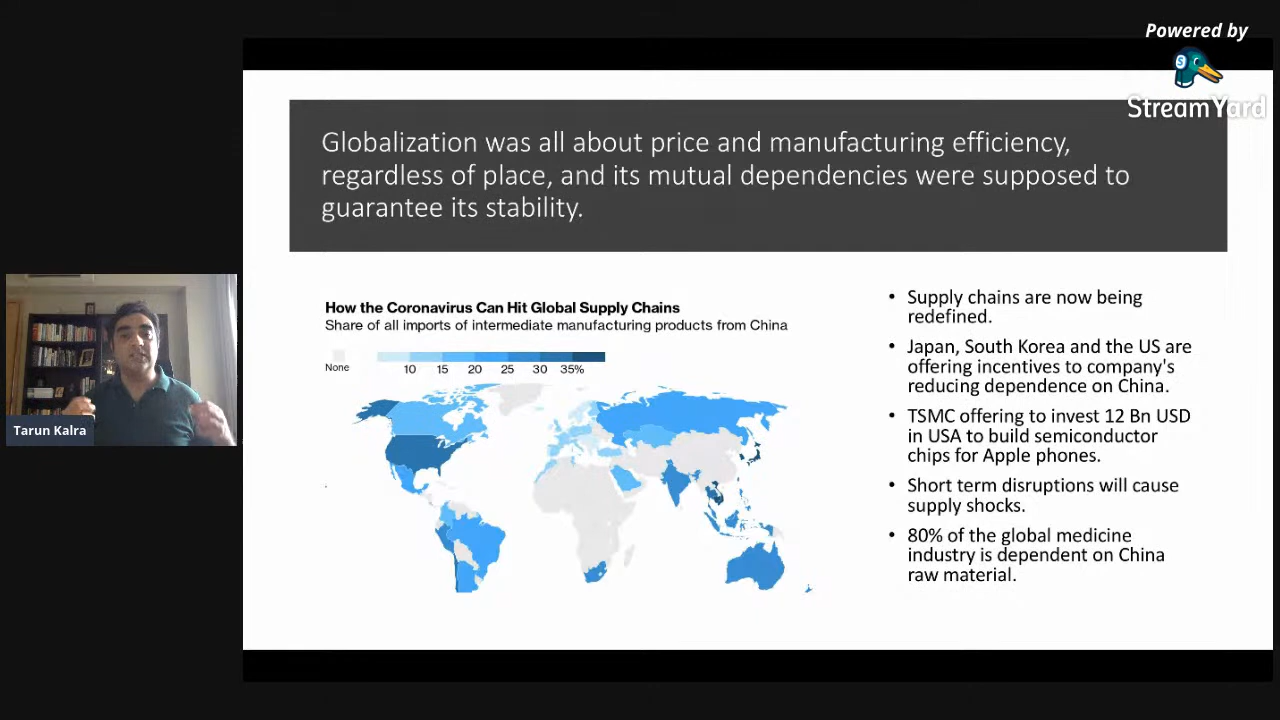 Powered by
StreamYard
Globalization was all about price and manufacturing efficiency,
regardless of place, and its mutual dependencies were supposed to
guarantee its stability.
How the Coronavirus Can Hit Global Supply Chains
Share of all imports of intermediate manufacturing products from China
None
10 15 20 25 30 35%
• Supply chains are now being
redefined.
• Japan, South Korea and the US are
offering incentives to company's
reducing dependence on China.
• TSMC offering to invest 12 Bn USD
in USA to build semiconductor
chips for Apple phones.
• Short term disruptions will cause
supply shocks.
• 80% of the global medicine
industry is dependent on China
raw material.
Tarun Kalra